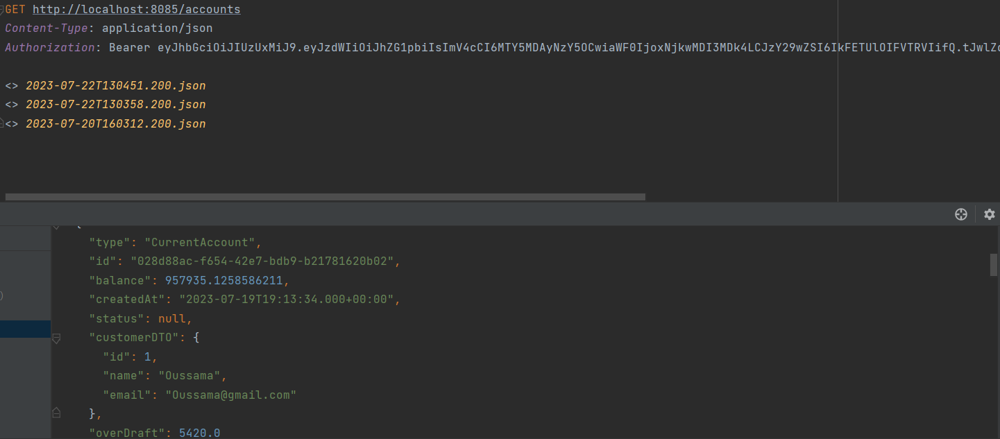 GET http://localhost:8085/accounts
Content-Type: application/json
Authorization: Bearer eyJhbGciOiJIUzUxMiJ9.eyJzdWIiOiJhZG1pbiIsImV4cCI6MTY5MDAyNzY5OCwiaWF0IjoxNjkwMDI3MDk4LCJzY29wZSI6IkFETUlOIFVTRVIifQ.tJwlZ
<> 2023-07-22T130451.200.json
<> 2023-07-22T130358.200.json
<> 2023-07-20T160312.200.json
"type": "CurrentAccount",
"id": "028d88ac-f654-42e7-bdb9-b21781620b02",
"balance": 957935.1258586211,
"createdAt": "2023-07-19T19:13:34.000+00:00",
"status": null,
"customerDTO": {
"id": 1,
"name": "Oussama",
"email": "Oussama@gmail.com"
},
"overDraft": 5420.0